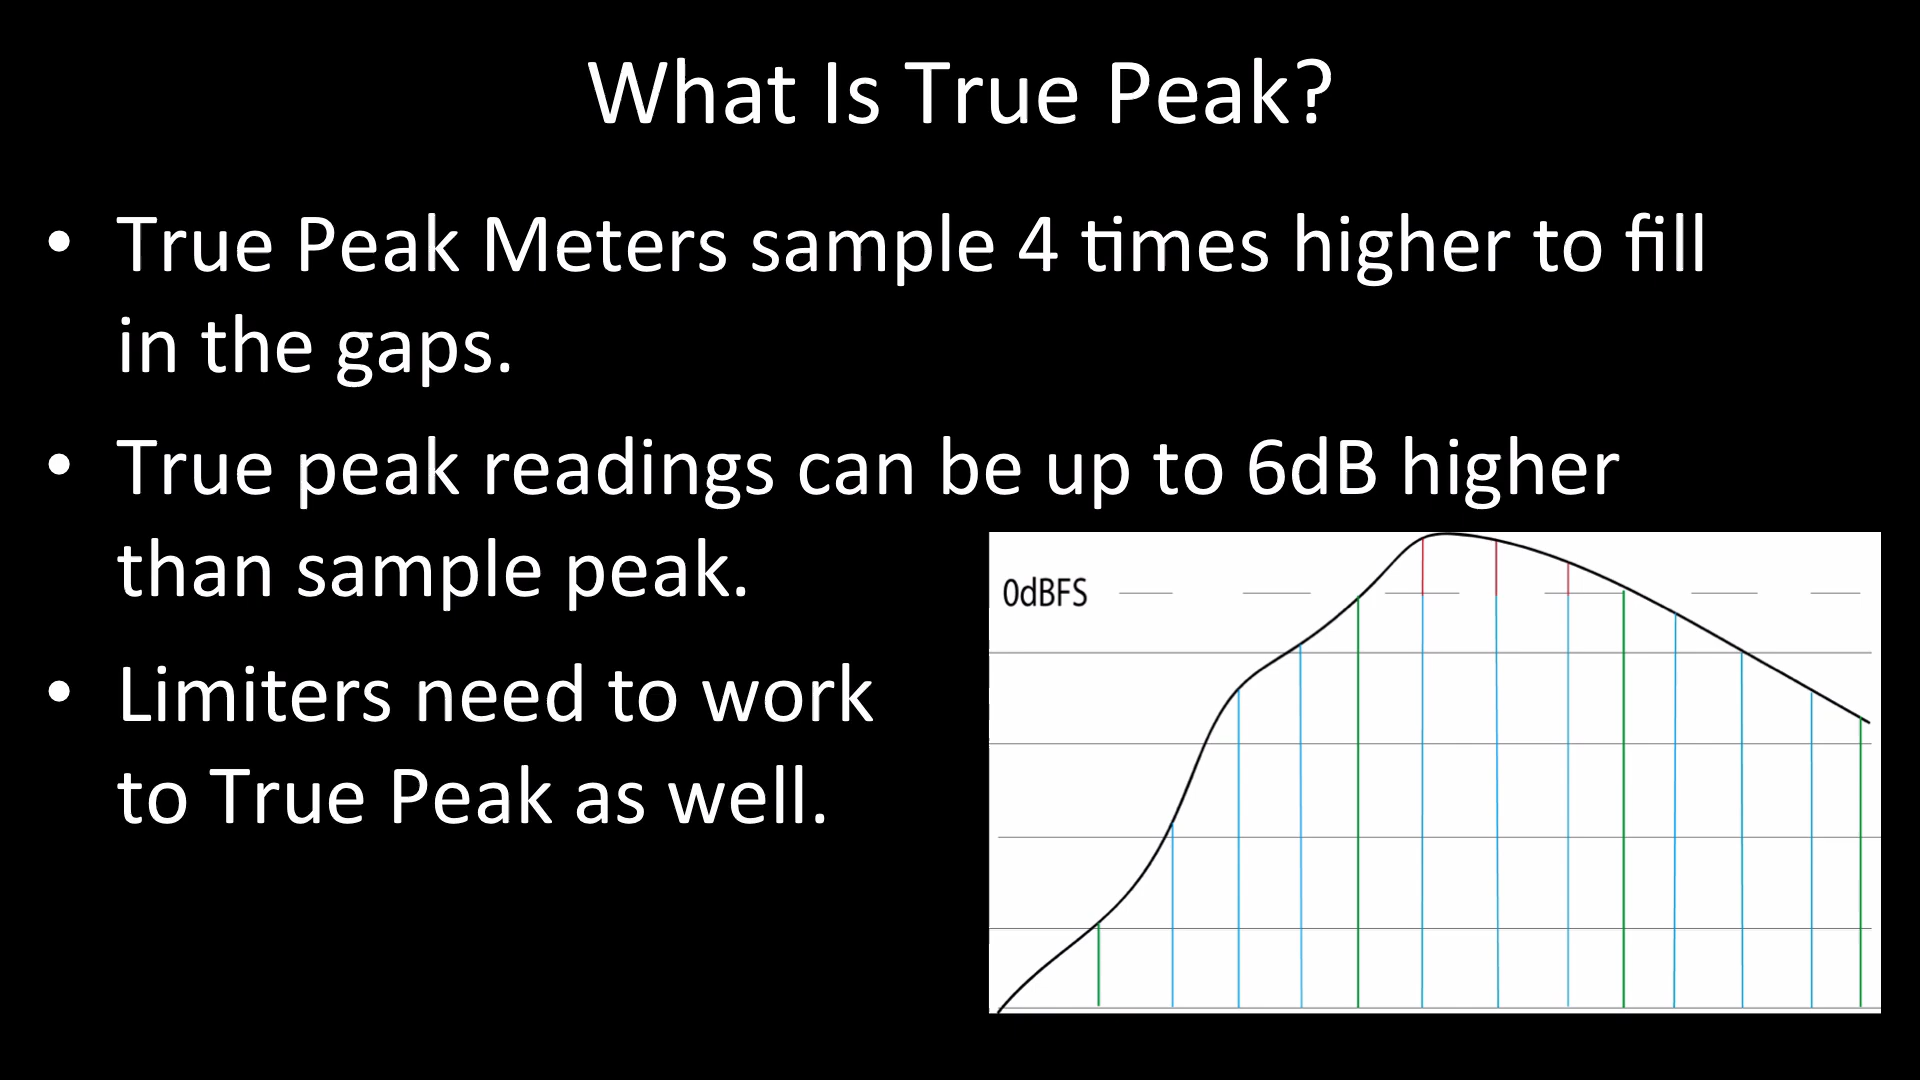 What Is True Peak?
• True Peak Meters sample 4 times higher to fill
in the gaps.
• True peak readings can be up to 6dB higher
than sample peak.
• Limiters need to work
to True Peak as well.
0dBFS